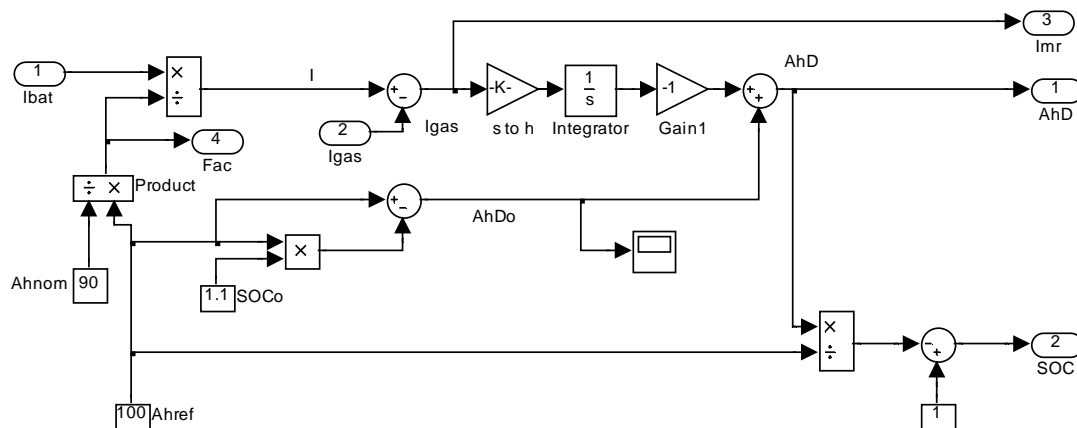 3
Imr
1
Ibat
×
÷
I
+
-
-K-
1
s
-1
+
+
AhD
1
AhD
Igas
s to h
Integrator
Gain1
2
Igas
4
Fac
÷ ×
Product
+
-
AhDo
×
Ahnom
90
1.1
SOCo
×
÷
-
+
2
SOC
100
Ahref
1